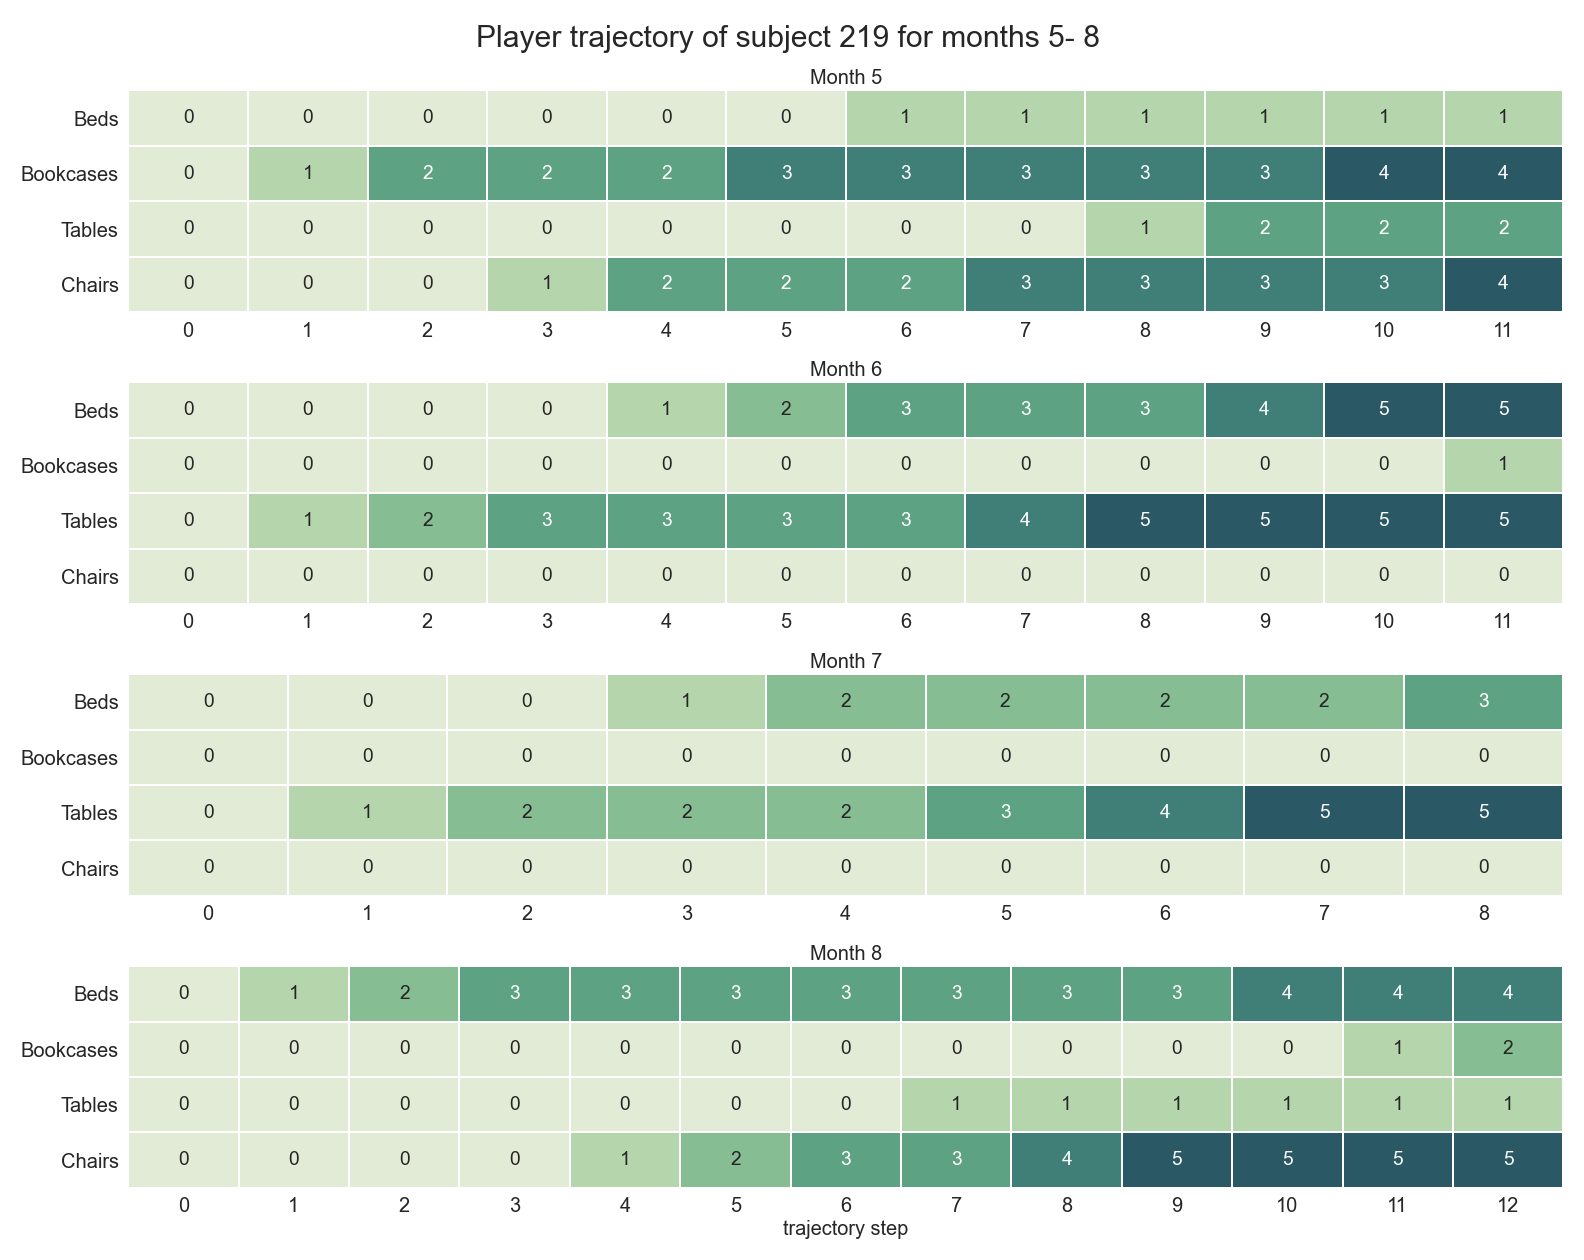 Player trajectory of subject 219 for months 5- 8
Month 5
Beds 0 0 0 0 0 0 1 1 1 1 1 1
Bookcases 0 1 2 2 2 3 3 3 3 3 4 4
Tables 0 0 0 0 0 0 0 0 1 2 2 2
Chairs 0 0 0 1 2 2 2 3 3 3 3 4
0 1 2 3 4 5 6 7 8 9 10 11
Month 6
Beds 0 0 0 0 1 2 3 3 3 4 5 5
Bookcases 0 0 0 0 0 0 0 0 0 0 0 1
Tables 0 1 2 3 3 3 3 4 5 5 5 5
Chairs 0 0 0 0 0 0 0 0 0 0 0 0
0 1 2 3 4 5 6 7 8 9 10 11
Month 7
Beds 0 0 0 1 2 2 2 2 3
Bookcases 0 0 0 0 0 0 0 0 0
Tables 0 1 2 2 2 3 4 5 5
Chairs 0 0 0 0 0 0 0 0 0
0 1 2 3 4 5 6 7 8
Month 8
Beds 0 1 2 3 3 3 3 3 3 3 4 4 4
Bookcases 0 0 0 0 0 0 0 0 0 0 0 1 2
Tables 0 0 0 0 0 0 0 1 1 1 1 1 1
Chairs 0 0 0 0 1 2 3 3 4 5 5 5 5
0 1 2 3 4 5 6 7 8 9 10 11 12
trajectory step